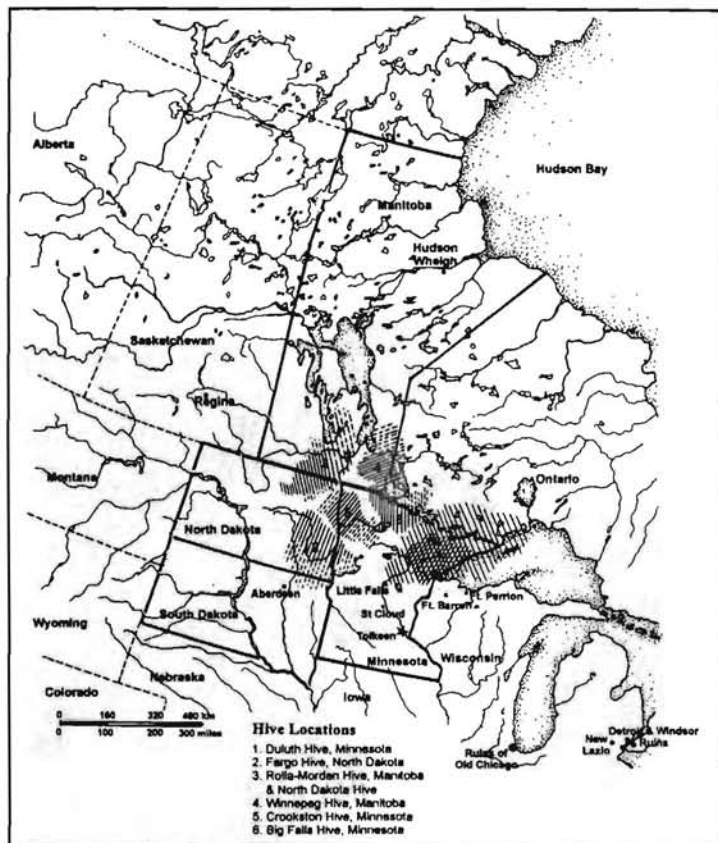 Alberta
Hudson Bay
Manitoba
Hudson
Wheigh
Saskatchewan
Regina
Montana
Ontario
North Dakota
Aberdeen
Little Falls
Ft. Perrion
Ft. Barren
St Cloud
South Dakota
Tolkeen
Wyoming
Minnesota
Wisconsin
Nebraska
Iowa
Colorado
0 160 320 480 km
0 100 200 300 miles
Ruins of
Old Chicago
New
Lazlo
Detroit & Windsor
Ruins
Hive Locations
1. Duluth Hive, Minnesota
2. Fargo Hive, North Dakota
3. Rolla-Morden Hive, Manitoba
& North Dakota Hive
4. Winnepeg Hive, Manitoba
5. Crookston Hive, Minnesota
6. Big Falls Hive, Minnesota